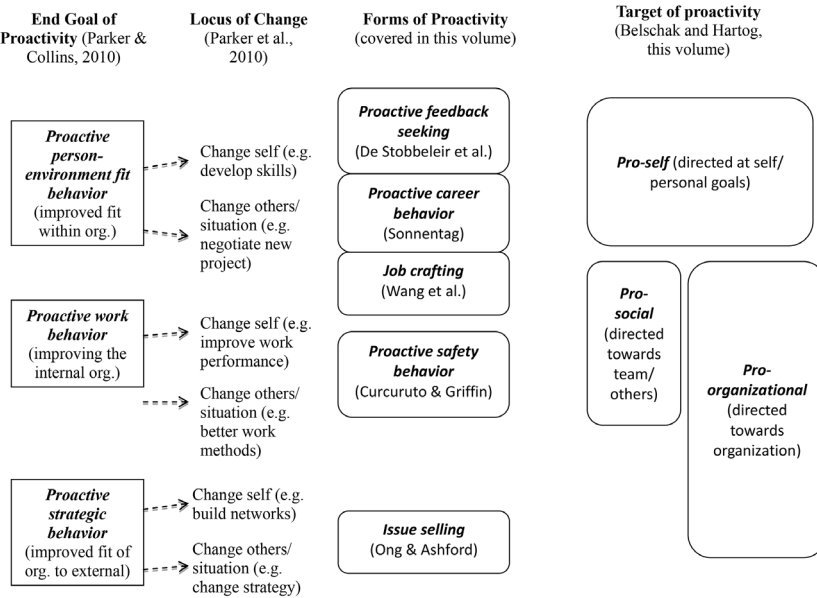 End Goal of
Proactivity (Parker &
Collins, 2010)
Locus of Change
(Parker et al.,
2010)
Forms of Proactivity
(covered in this volume)
Target of proactivity
(Belschak and Hartog,
this volume)
Proactive
person-
environment fit
behavior
(improved fit
within org.)
Change self (e.g.
develop skills)
Change others/
situation (e.g.
negotiate new
project)
Proactive feedback
seeking
(De Stobbeleir et al.)
Proactive career
behavior
(Sonnentag)
Job crafting
(Wang et al.)
Pro-self (directed at self/
personal goals)
Proactive work
behavior
(improving the
internal org.)
Change self (e.g.
improve work
performance)
Change others/
situation (e.g.
better work
methods)
Proactive safety
behavior
(Curcuruto & Griffin)
Pro-
social
(directed
towards
team/
others)
Pro-
organizational
(directed
towards
organization)
Proactive
strategic
behavior
(improved fit of
org. to external)
Change self (e.g.
build networks)
Change others/
situation (e.g.
change strategy)
Issue selling
(Ong & Ashford)